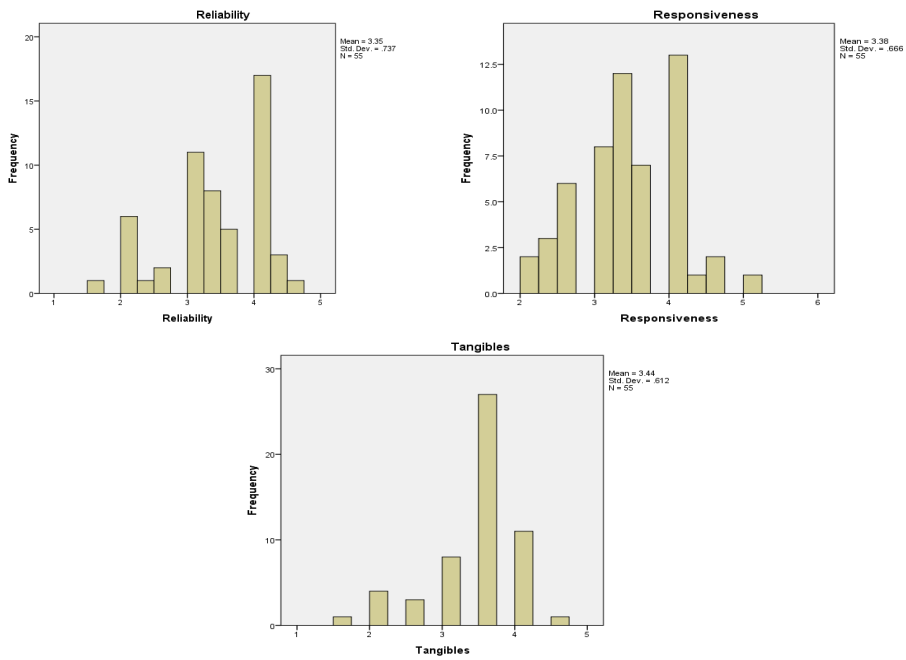 Reliability
Mean = 3.35
Std. Dev. = .737
N = 55
20
15
10
5
0
Frequency
1 2 3 4 5
Reliability
Responsiveness
Mean = 3.38
Std. Dev. = .666
N = 55
12.5
10.0
7.5
5.0
2.5
0.0
Frequency
2 3 4 5 6
Responsiveness
Tangibles
Mean = 3.44
Std. Dev. = .612
N = 55
30
20
10
0
Frequency
1 2 3 4 5
Tangibles